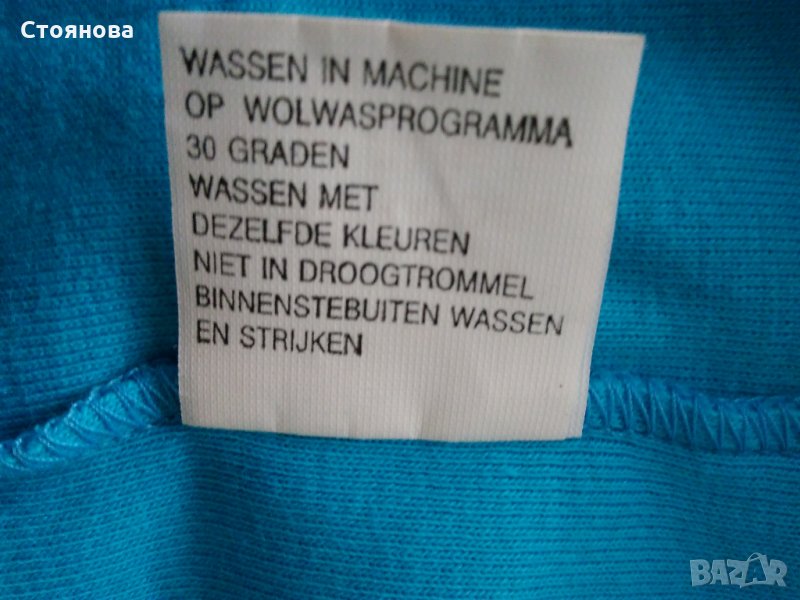 Стоянова
WASSEN IN MACHINE
OP WOLWASPROGRAMMA
30 GRADEN
WASSEN MET
DEZELFDE KLEUREN
NIET IN DROOGTROMMEL
BINNENSTEBUITEN WASSEN
EN STRIJKEN
BAZAR